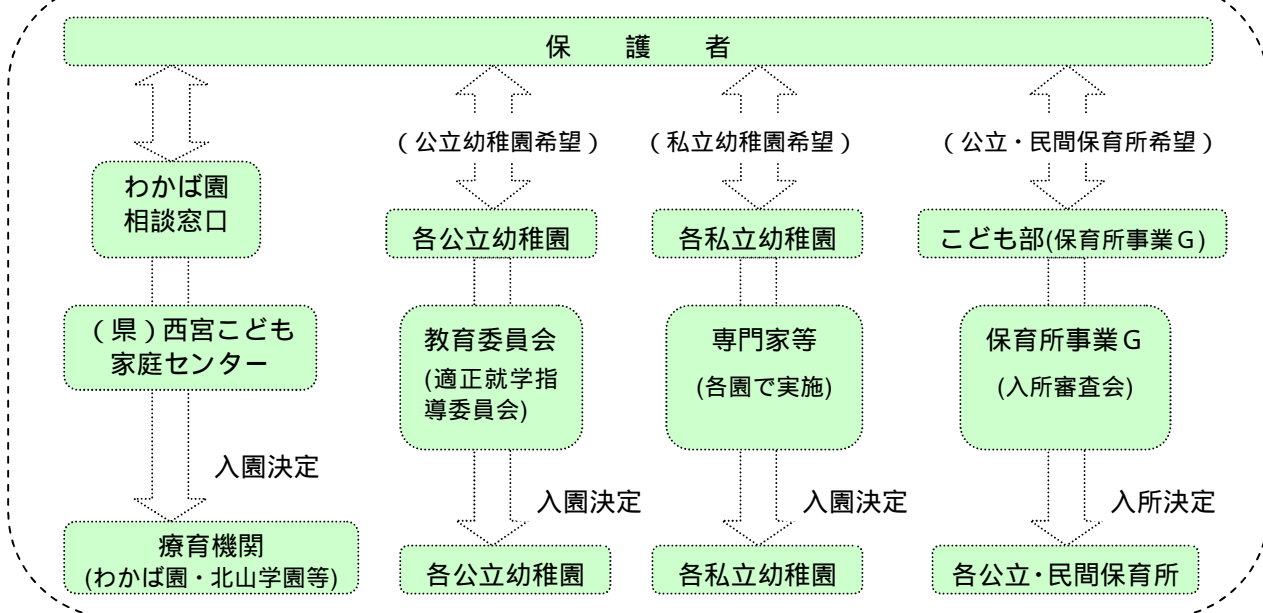 保　護　者
(公立幼稚園希望)
(私立幼稚園希望)
(公立・民間保育所希望)
わかば園
相談窓口
各公立幼稚園
各私立幼稚園
こども部(保育所事業G)
(県)西宮こども
家庭センター
教育委員会
(適正就学指
導委員会)
専門家等
(各園で実施)
保育所事業G
(入所審査会)
入園決定
入園決定
入園決定
入所決定
療育機関
(わかば園・北山学園等)
各公立幼稚園
各私立幼稚園
各公立・民間保育所